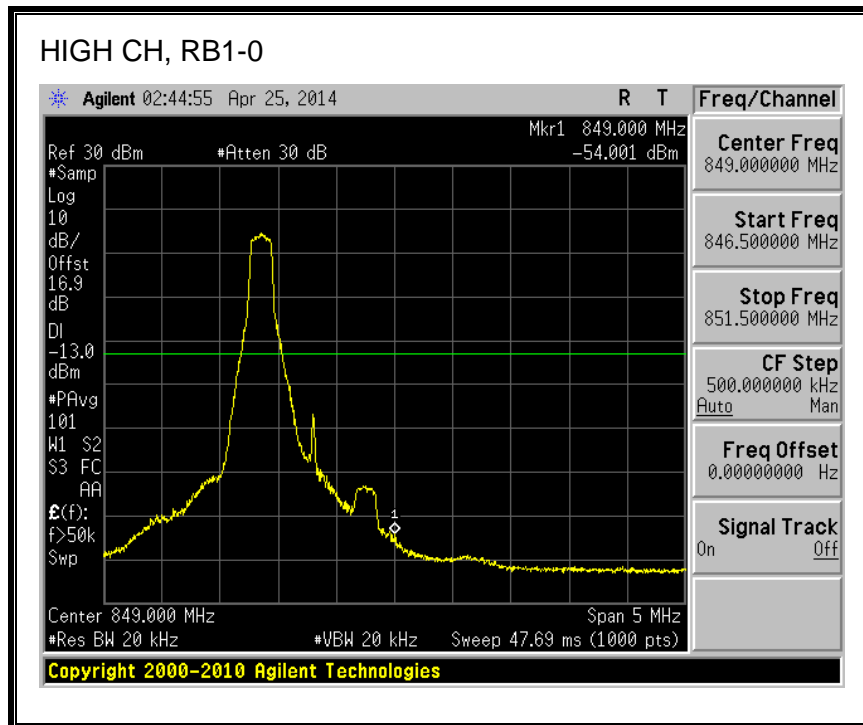 HIGH CH, RB1-0
Agilent 02:44:55 Apr 25, 2014 R T
Freq/Channel
Mkr1 849.000 MHz
Ref 30 dBm #Atten 30 dB -54.001 dBm
#Samp
Log
10
dB/
Offst
16.9
dB
DI
-13.0
dBm
#PAvg
101
W1 S2
S3 FC
AA
£(f):
f>50k
Swp
1
Center 849.000 MHz Span 5 MHz
#Res BW 20 kHz #VBW 20 kHz Sweep 47.69 ms (1000 pts)
Center Freq
849.000000 MHz
Start Freq
846.500000 MHz
Stop Freq
851.500000 MHz
CF Step
500.000000 kHz
Auto Man
Freq Offset
0.00000000 Hz
Signal Track
On Off
Copyright 2000-2010 Agilent Technologies